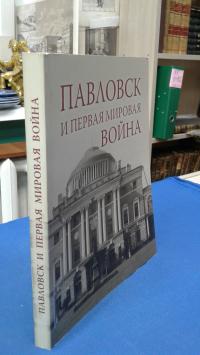 ПАВЛОВСК
И ПЕРВАЯ МИРОВАЯ
ВОЙНА
ПАВЛОВСК И ПЕРВАЯ МИРОВАЯ ВОЙНА